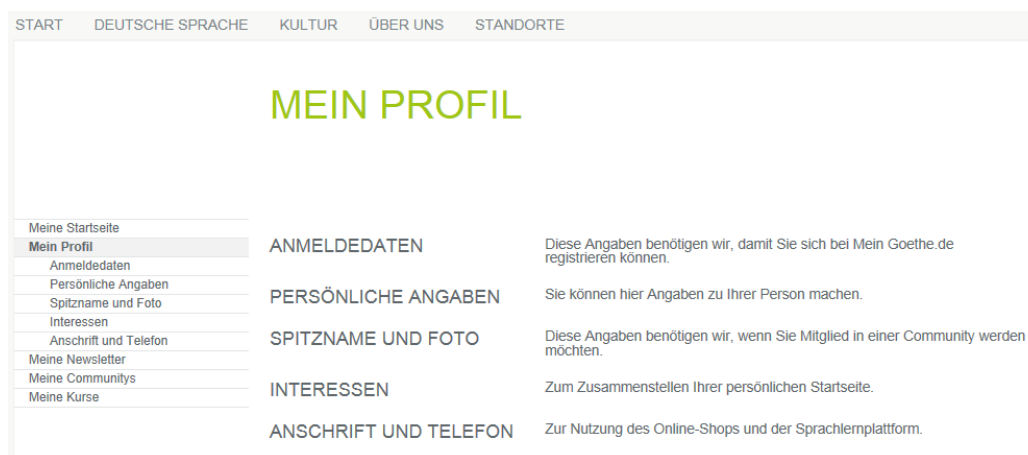 START DEUTSCHE SPRACHE KULTUR ÜBER UNS STANDORTE
MEIN PROFIL
Meine Startseite
Mein Profil
Anmeldedaten
Persönliche Angaben
Spitzname und Foto
Interessen
Anschrift und Telefon
Meine Newsletter
Meine Communitys
Meine Kurse
ANMELDEDATEN
Diese Angaben benötigen wir, damit Sie sich bei Mein Goethe.de
registrieren können.
PERSÖNLICHE ANGABEN
Sie können hier Angaben zu Ihrer Person machen.
SPITZNAME UND FOTO
Diese Angaben benötigen wir, wenn Sie Mitglied in einer Community werden
möchten.
INTERESSEN
Zum Zusammenstellen Ihrer persönlichen Startseite.
ANSCHRIFT UND TELEFON
Zur Nutzung des Online-Shops und der Sprachlernplattform.